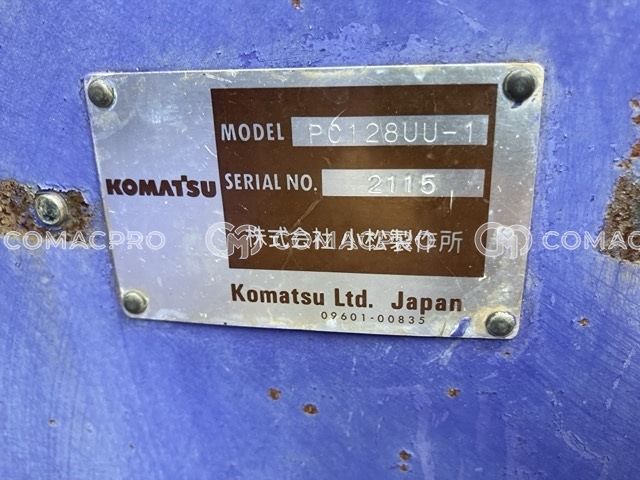 MODEL PC128UU-1
KOMATSU
SERIAL NO. 2115
株式会社小松製作所
Komatsu Ltd. Japan
09601-00835
COMACPRO
COMACPRO
COMACPRO